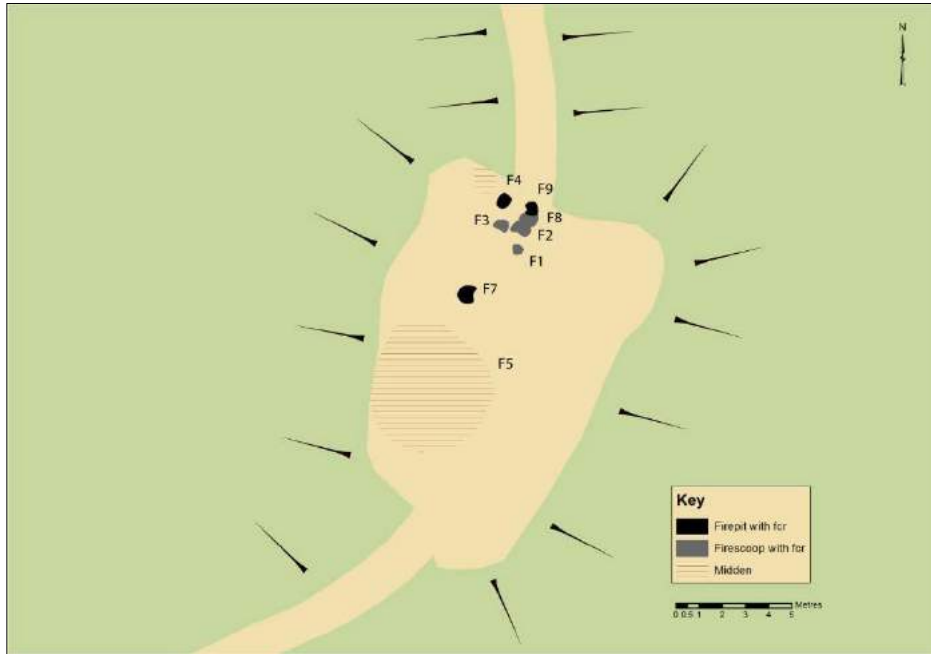 N
F4
F9
F3
F8
F2
F1
F7
F5
Key
Firepit with fcr
Firescoop with fcr
Midden
Metres
0 0.5 1 2 3 4 5